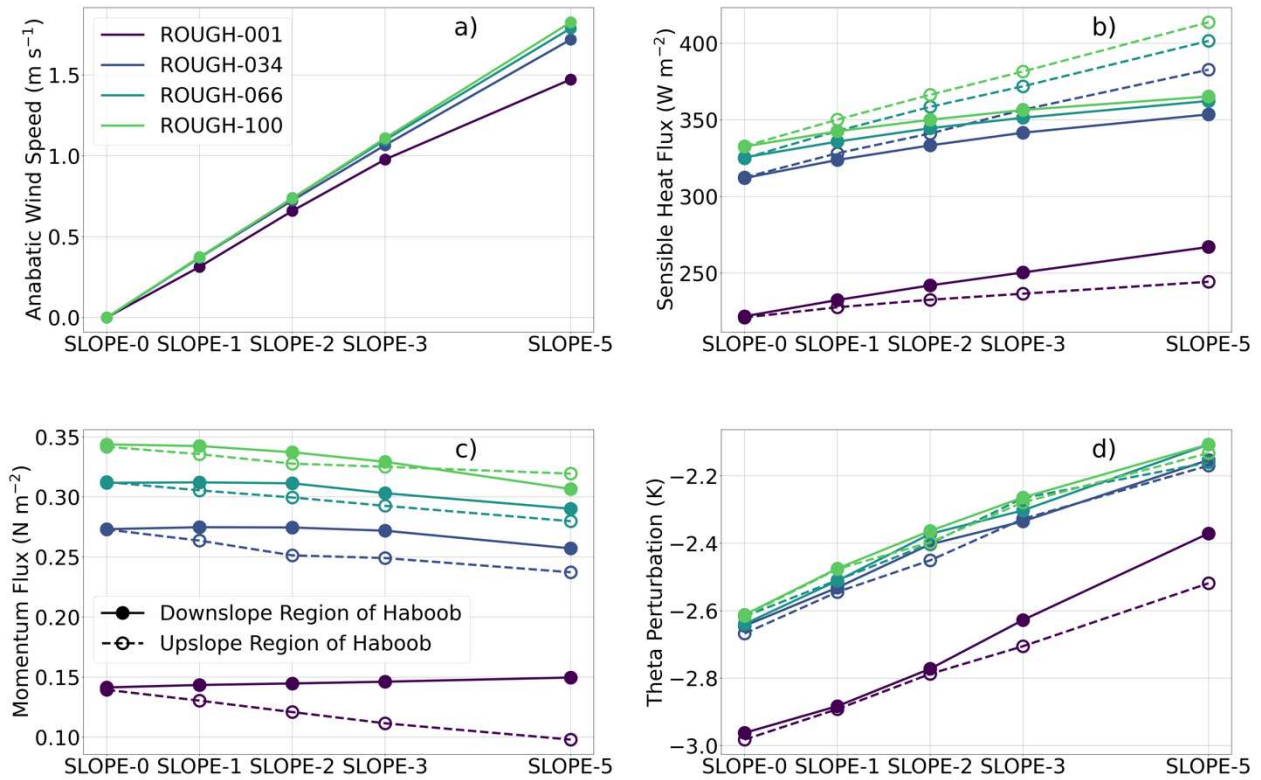 a)
Anabatic Wind Speed (m s⁻¹)
ROUGH-001
ROUGH-034
ROUGH-066
ROUGH-100
1.5
1.0
0.5
0.0
SLOPE-0 SLOPE-1 SLOPE-2 SLOPE-3 SLOPE-5
b)
Sensible Heat Flux (W m⁻²)
400
350
300
250
SLOPE-0 SLOPE-1 SLOPE-2 SLOPE-3 SLOPE-5
c)
Momentum Flux (N m⁻²)
0.35
0.30
0.25
0.20
0.15
0.10
Downslope Region of Haboob
Upslope Region of Haboob
SLOPE-0 SLOPE-1 SLOPE-2 SLOPE-3 SLOPE-5
d)
Theta Perturbation (K)
−2.2
−2.4
−2.6
−2.8
−3.0
SLOPE-0 SLOPE-1 SLOPE-2 SLOPE-3 SLOPE-5